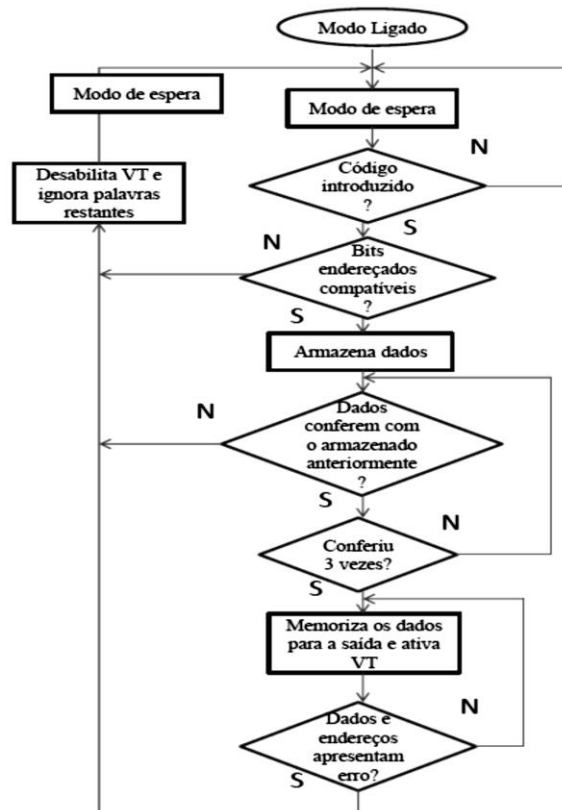 Modo Ligado
Modo de espera
Modo de espera
Código
introduzido
?
N
S
Desabilita VT e
ignora palavras
restantes
N
Bits
endereçados
compatíveis
?
S
Armazena dados
N
Dados
conferem com
o armazenado
anteriormente
?
S
N
Conferiu
3 vezes?
S
Memoriza os dados
para a saída e ativa
VT
N
Dados e
endereços
apresentam
erro?
S